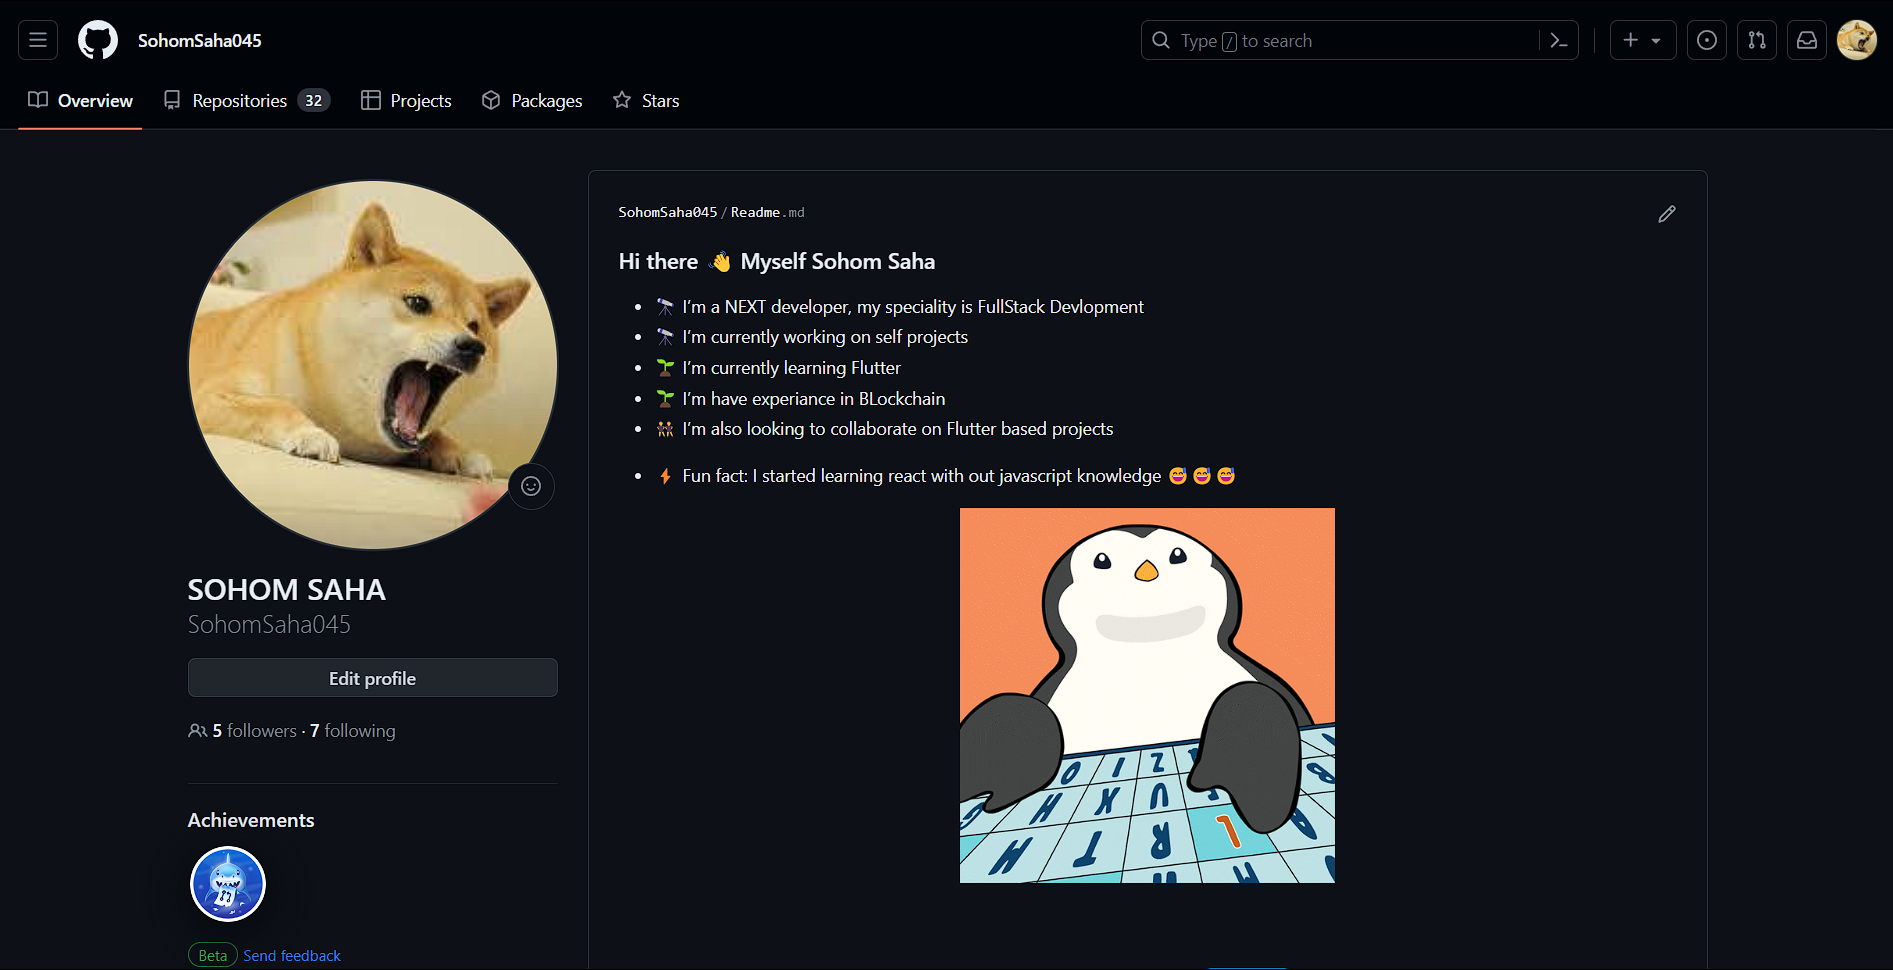 SohomSaha045
Type / to search
Overview
Repositories 32
Projects
Packages
Stars
SohomSaha045 / Readme.md
Hi there 👋 Myself Sohom Saha
🔭 I’m a NEXT developer, my speciality is FullStack Devlopment
🔭 I’m currently working on self projects
🌱 I’m currently learning Flutter
🌱 I’m have experiance in BLockchain
👯 I’m also looking to collaborate on Flutter based projects
⚡ Fun fact: I started learning react with out javascript knowledge 😅😅😅
SOHOM SAHA
SohomSaha045
Edit profile
5 followers · 7 following
Achievements
Beta Send feedback
O I Z
H X U
M T R L A